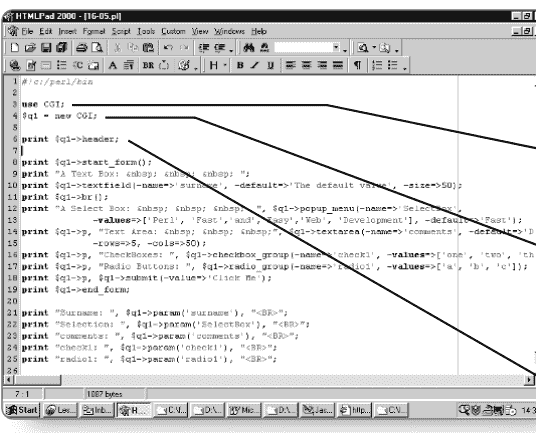 HTMLPad 2000 - [16-05.pl]
File Edit Insert Format Script Tools Custom View Windows Help
BR H B I U
1 #!c:/perl/bin
2
3 use CGI;
4 $q1 = new CGI;
5
6 print $q1->header;
7
8 print $q1->start_form();
9 print "A Text Box: &nbsp; &nbsp; &nbsp; ";
10 print $q1->textfield(-name=>'surname', -default=>'The default value', -size=>50);
11 print $q1->br();
12 print "A Select Box: &nbsp; &nbsp; &nbsp; ", $q1->popup_menu(-name=>'SelectBox',
13 -values=>['Perl', 'Fast','and','Easy','Web', 'Development'], -default=>'Fast');
14 print $q1->p, "Text Area: &nbsp; &nbsp; &nbsp;", $q1->textarea(-name=>'comments', -default=>'D
15 -rows=>5, -cols=>50);
16 print $q1->p, "CheckBoxes: ", $q1->checkbox_group(-name=>'check1', -values=>['one', 'two', 'th
17 print $q1->p, "Radio Buttons: ", $q1->radio_group(-name=>'radio1', -values=>['a', 'b', 'c']);
18 print $q1->p, $q1->submit(-value=>'Click Me');
19 print $q1->end_form;
20
21 print "Surname: ", $q1->param('surname'), "<BR>";
22 print "Selection: ", $q1->param('SelectBox'), "<BR>";
23 print "comments: ", $q1->param('comments'), "<BR>";
24 print "check1: ", $q1->param('check1'), "<BR>";
25 print "radio1: ", $q1->param('radio1'), "<BR>";
26
7 : 1 1087 bytes
Start Ler... Inb... H... C:\... D:\... Mic... D:\... Jas... http... C:\... 14:3